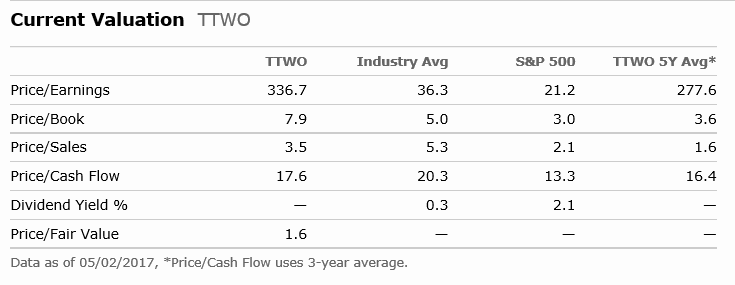 Current Valuation TTWO
TTWO Industry Avg S&P 500 TTWO 5Y Avg*
Price/Earnings 336.7 36.3 21.2 277.6
Price/Book 7.9 5.0 3.0 3.6
Price/Sales 3.5 5.3 2.1 1.6
Price/Cash Flow 17.6 20.3 13.3 16.4
Dividend Yield % — 0.3 2.1 —
Price/Fair Value 1.6 — — —
Data as of 05/02/2017, *Price/Cash Flow uses 3-year average.